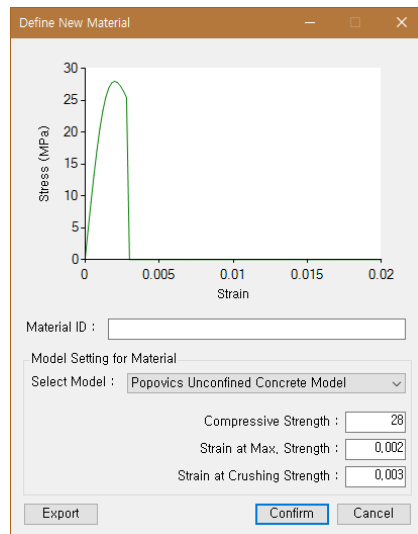 Define New Material
30
25
20
15
10
5
0
Stress (MPa)
0 0.005 0.01 0.015 0.02
Strain
Material ID :
Model Setting for Material
Select Model : Popovics Unconfined Concrete Model
Compressive Strength : 28
Strain at Max. Strength : 0.002
Strain at Crushing Strength : 0.003
Export Confirm Cancel